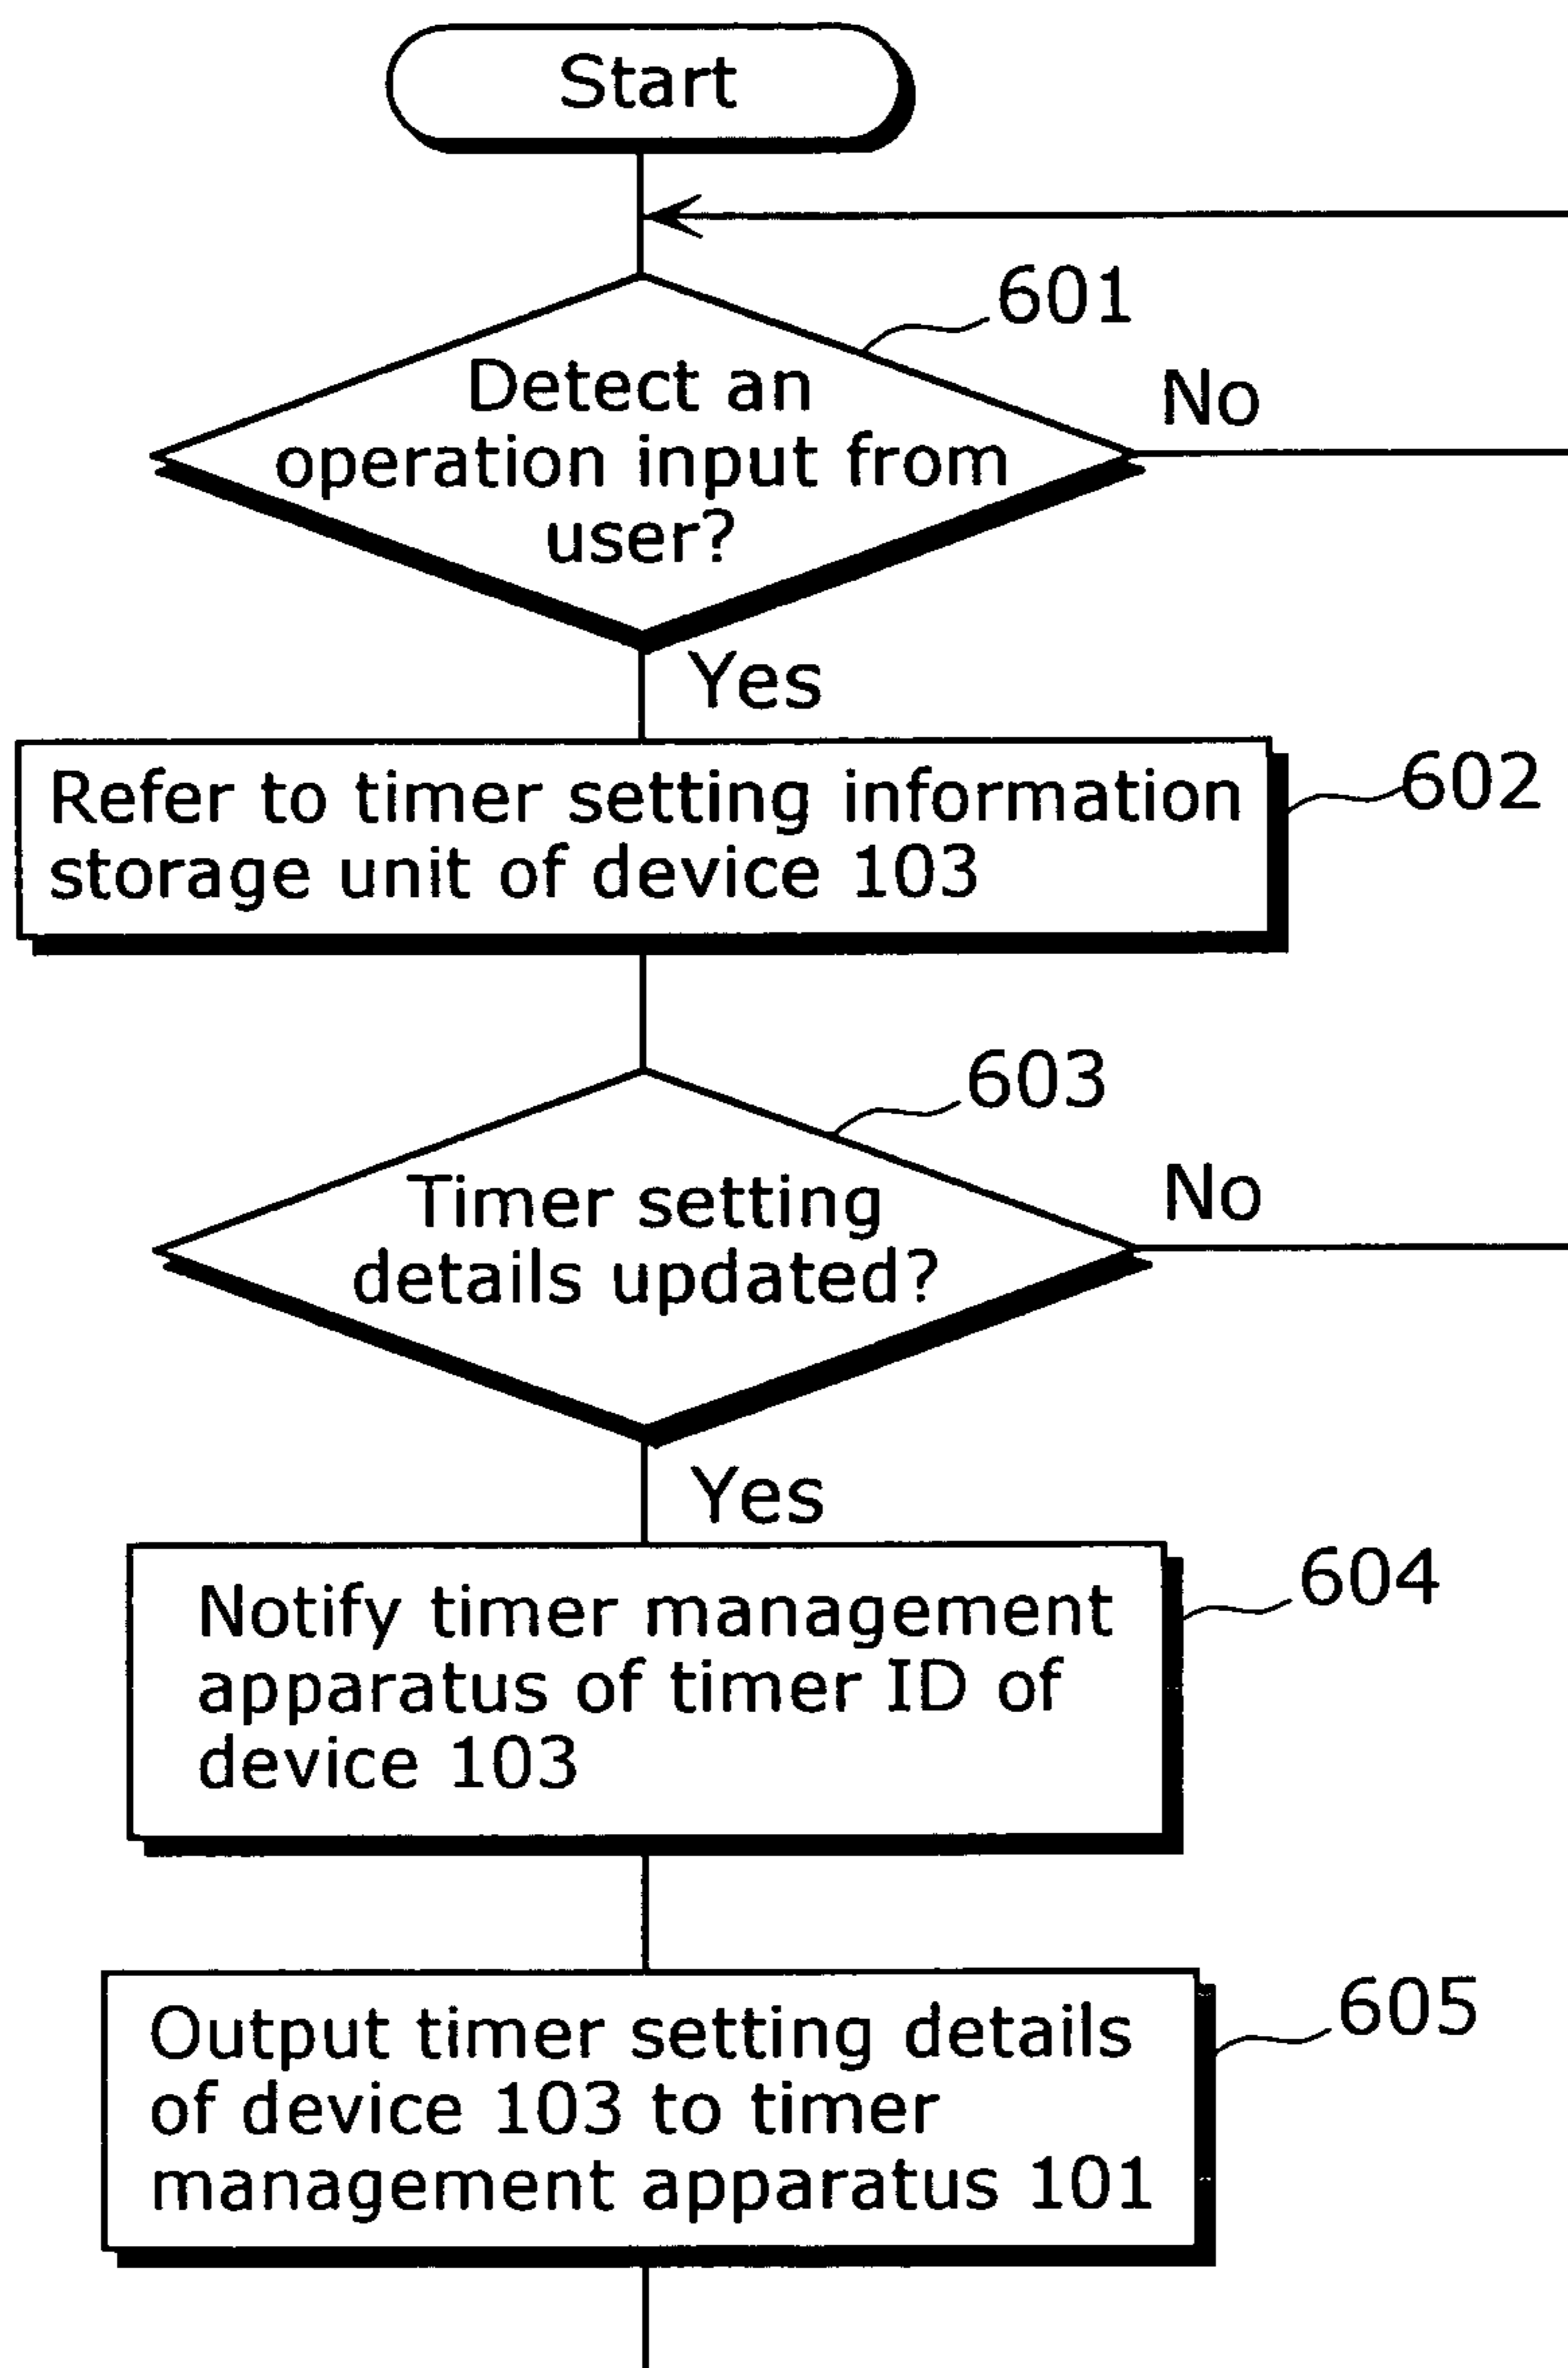 Start
601
Detect an
operation input from
user?
No
Yes
Refer to timer setting information
storage unit of device 103
602
603
Timer setting
details updated?
No
Yes
Notify timer management
apparatus of timer ID of
device 103
604
Output timer setting details
of device 103 to timer
management apparatus 101
605